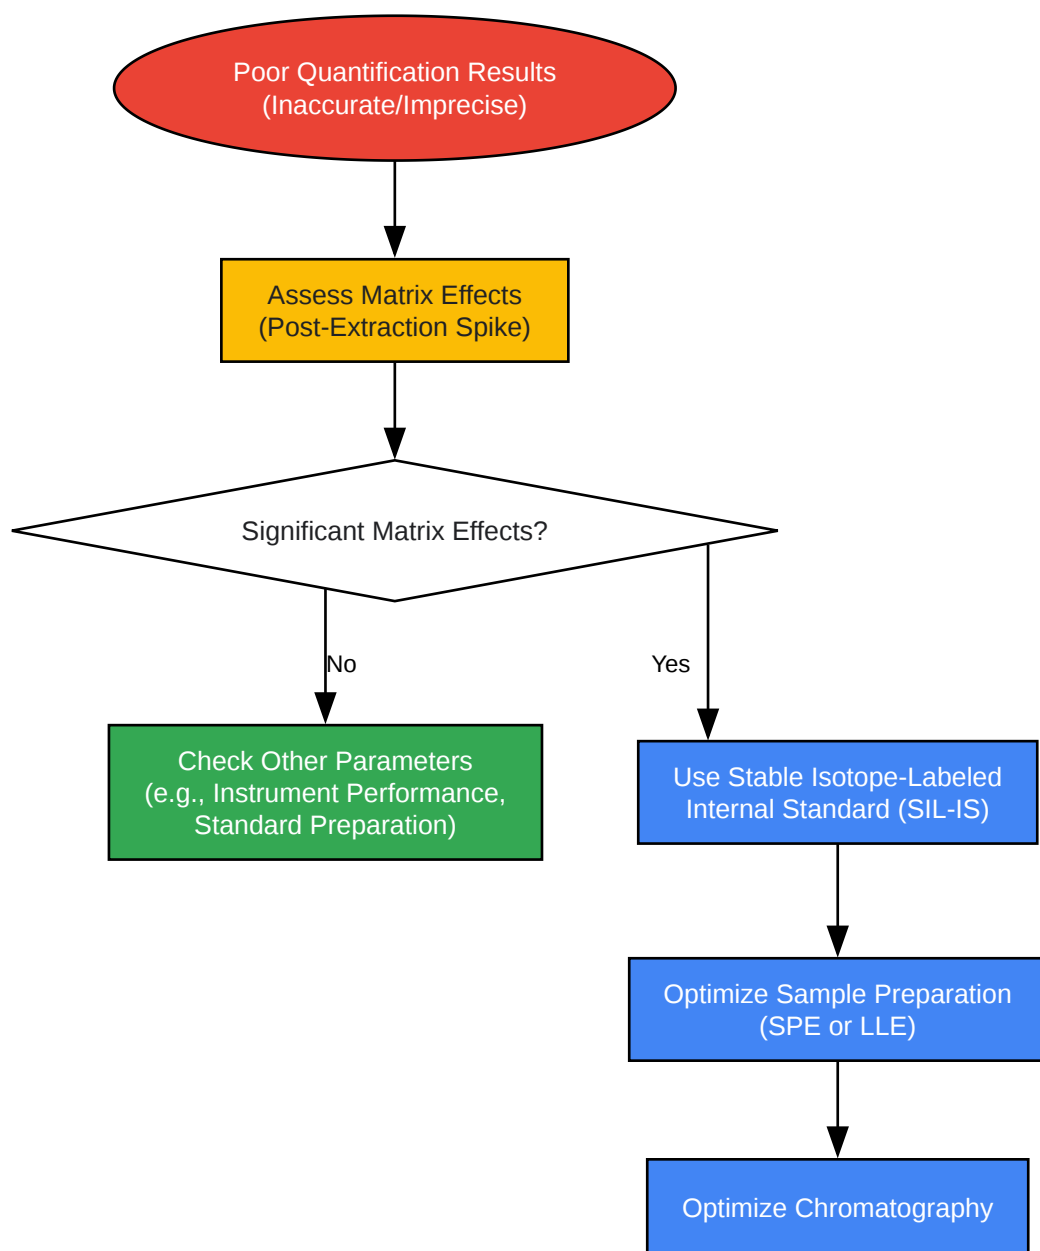 Poor Quantification Results
(Inaccurate/Imprecise)
Assess Matrix Effects
(Post-Extraction Spike)
Significant Matrix Effects?
No
Yes
Check Other Parameters
(e.g., Instrument Performance,
Standard Preparation)
Use Stable Isotope-Labeled
Internal Standard (SIL-IS)
Optimize Sample Preparation
(SPE or LLE)
Optimize Chromatography